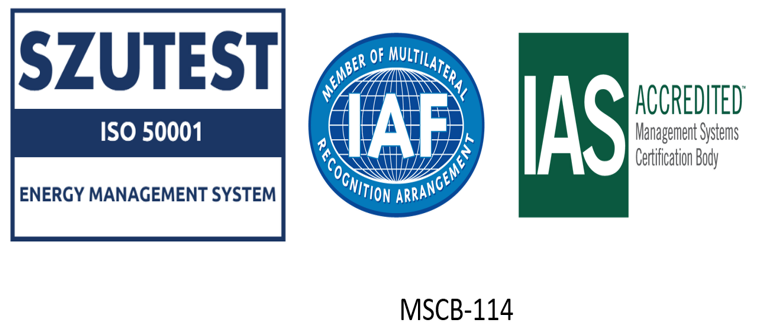 SZUTEST
ISO 50001
ENERGY MANAGEMENT SYSTEM
MEMBER OF MULTILATERAL
IAF
RECOGNITION ARRANGEMENT
IAS
ACCREDITED™
Management Systems
Certification Body
MSCB-114